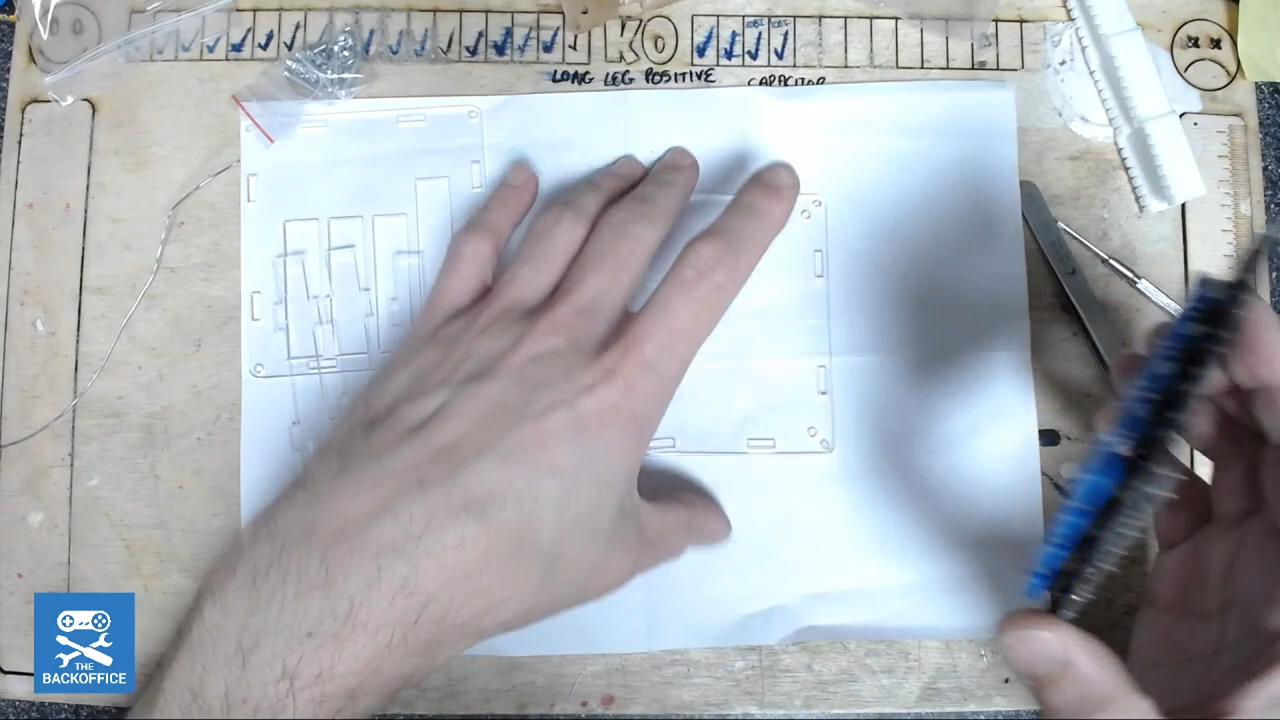 KO
LONG LEG POSITIVE CAPACITOR
THE
BACKOFFICE